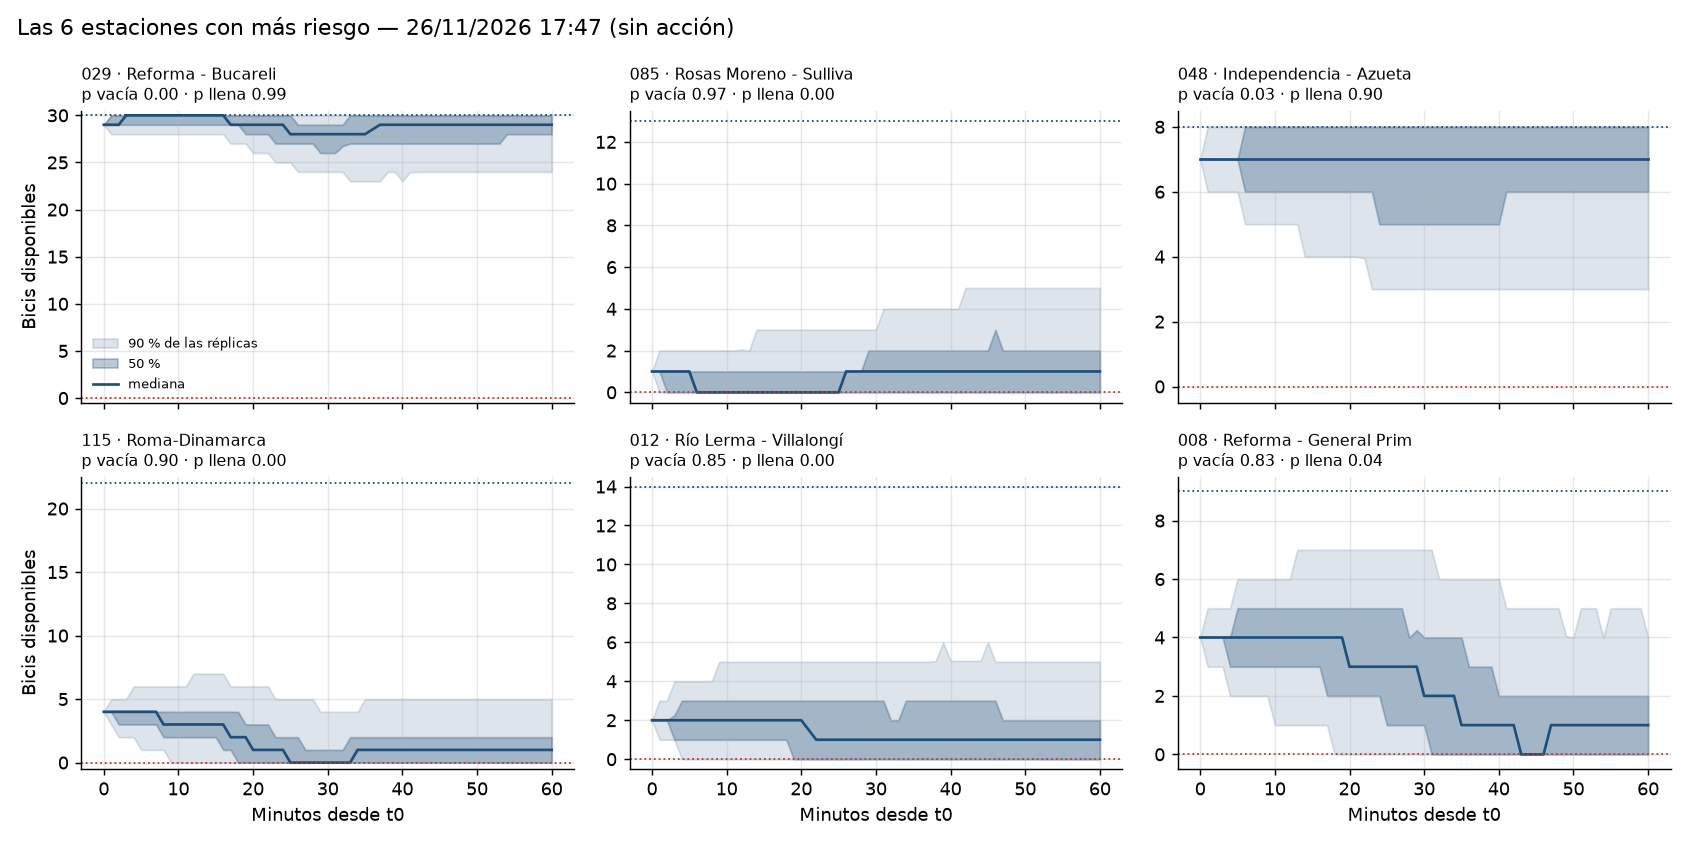 Las 6 estaciones con más riesgo — 26/11/2026 17:47 (sin acción)
029 · Reforma - Bucareli
p vacía 0.00 · p llena 0.99
30
25
20
15
10
5
0
Bicis disponibles
90 % de las réplicas
50 %
mediana
085 · Rosas Moreno - Sulliva
p vacía 0.97 · p llena 0.00
12
10
8
6
4
2
0
048 · Independencia - Azueta
p vacía 0.03 · p llena 0.90
8
6
4
2
0
115 · Roma-Dinamarca
p vacía 0.90 · p llena 0.00
20
15
10
5
0
Bicis disponibles
0 10 20 30 40 50 60
Minutos desde t0
012 · Río Lerma - Villalongí
p vacía 0.85 · p llena 0.00
14
12
10
8
6
4
2
0
0 10 20 30 40 50 60
Minutos desde t0
008 · Reforma - General Prim
p vacía 0.83 · p llena 0.04
8
6
4
2
0
0 10 20 30 40 50 60
Minutos desde t0